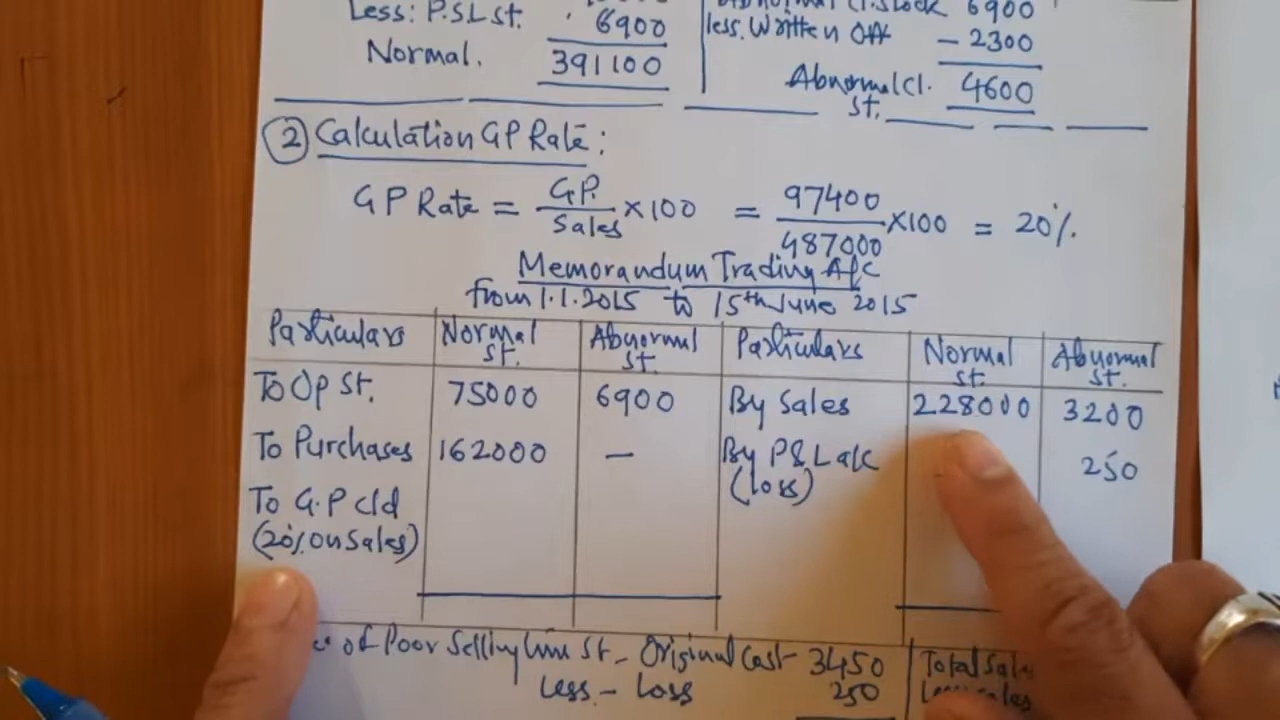 Less: P.S.L St. 6900
Normal. 391100
6900
less. Written Off - 2300
Abnormal Cl. St. 4600
② Calculation GP Rate:
GP Rate = GP. / Sales ×100 = 97400 / 487000 ×100 = 20%.
Memorandum Trading A/C
from 1.1.2015 to 15th June 2015
Particulars Normal St. Abnormal St. Particulars Normal St. Abnormal St.
To Op St. 75000 6900 By Sales 228000 3200
To Purchases 162000 — By P&L a/c (loss) 250
To G.P c/d
(20% on Sales)
of Poor Selling line St - Original Cost - 3450 Total
Less - Loss 250